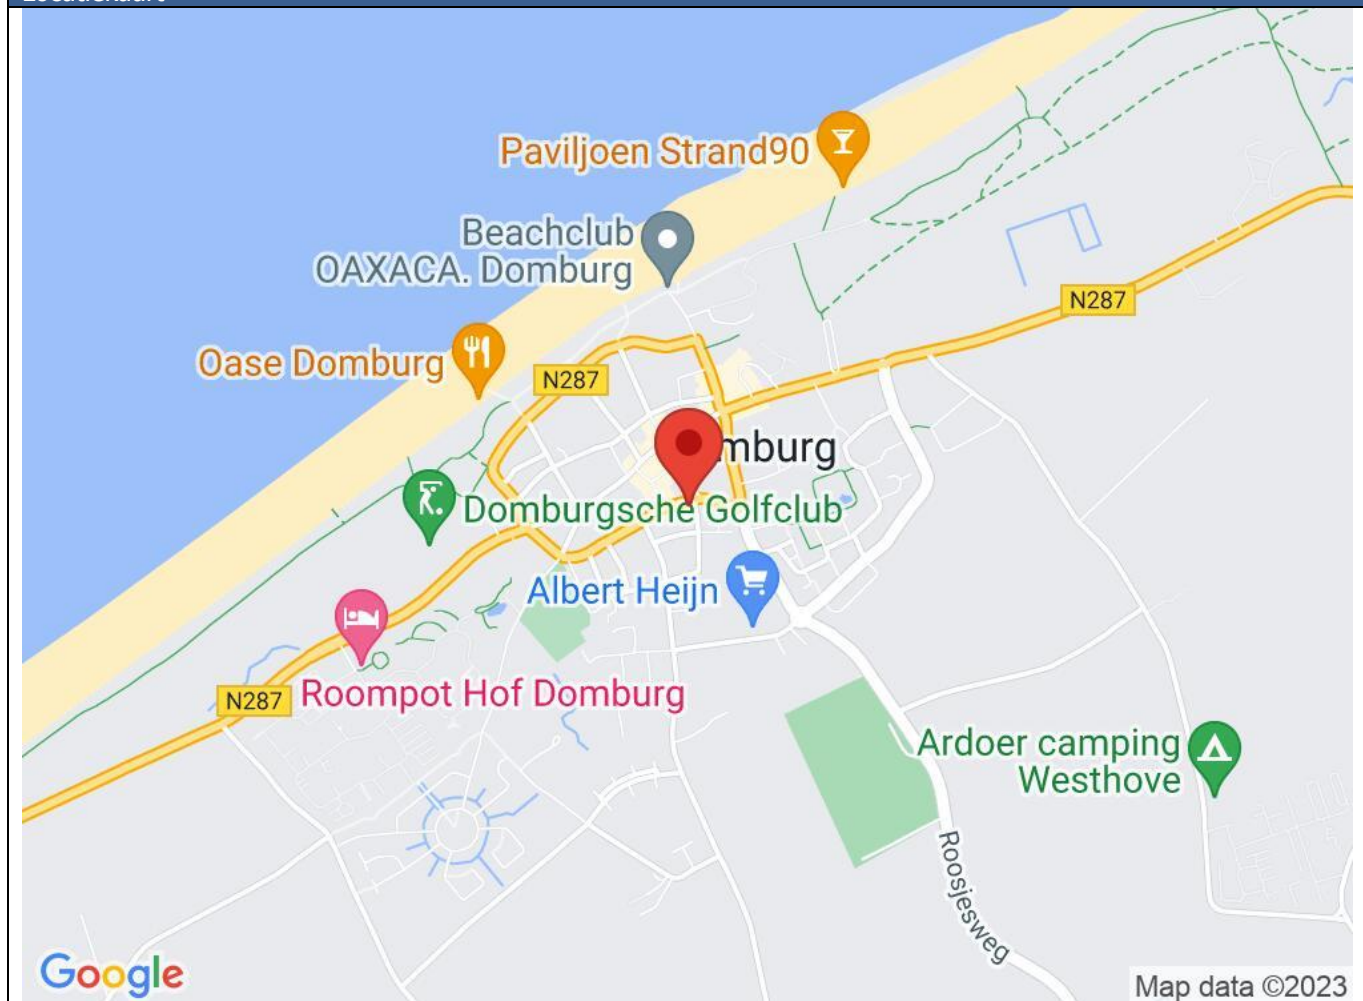 Locatiekaart
Paviljoen Strand90
Beachclub
OAXACA. Domburg
N287
Oase Domburg
N287
mburg
Domburgsche Golfclub
Albert Heijn
N287
Roompot Hof Domburg
Ardoer camping
Westhove
Roosjesweg
Google
Map data ©2023